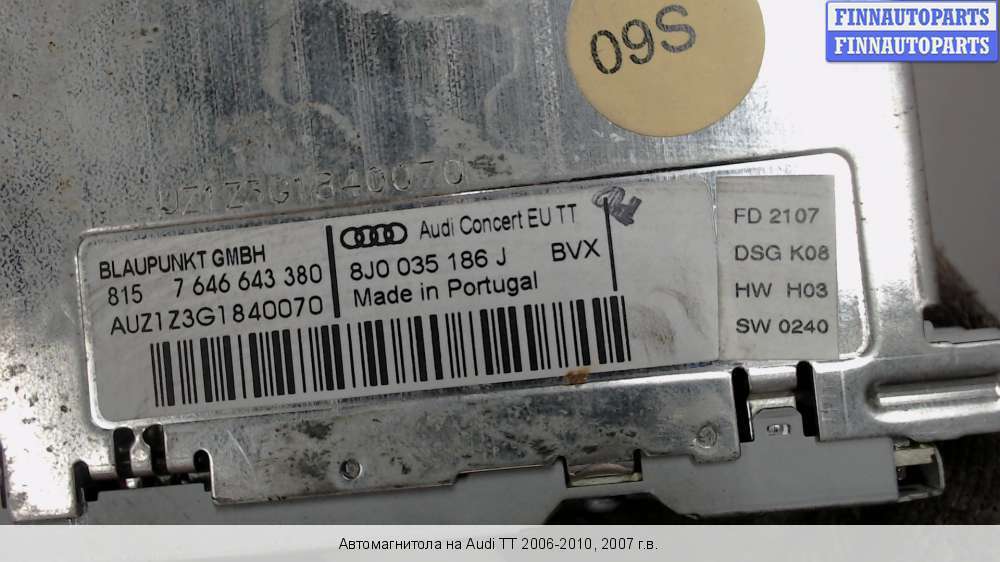 FINNAUTOPARTS
FINNAUTOPARTS
09S
UZ1Z3G1840070
BLAUPUNKT GMBH
815 7 646 643 380
AUZ1Z3G1840070
Audi Concert EU TT
8J0 035 186 J BVX
Made in Portugal
FD 2107
DSG K08
HW H03
SW 0240
Автомагнитола на Audi TT 2006-2010, 2007 г.в.